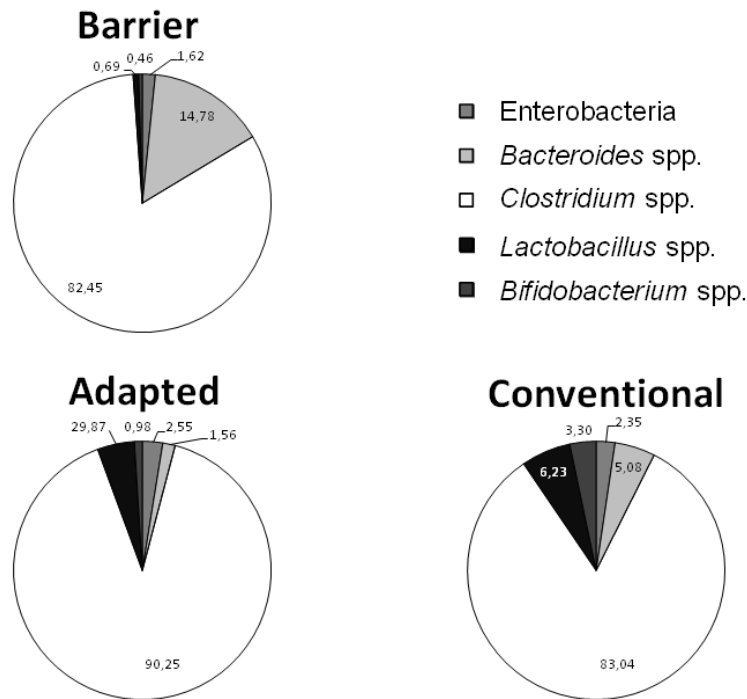 Barrier
0,69
0,46
1,62
14,78
82,45
Enterobacteria
Bacteroides spp.
Clostridium spp.
Lactobacillus spp.
Bifidobacterium spp.
Adapted
29,87
0,98
2,55
1,56
90,25
Conventional
3,30
2,35
6,23
5,08
83,04